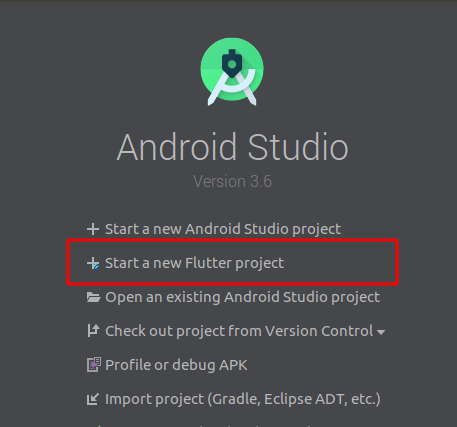 Android Studio
Version 3.6
Start a new Android Studio project
Start a new Flutter project
Open an existing Android Studio project
Check out project from Version Control
Profile or debug APK
Import project (Gradle, Eclipse ADT, etc.)